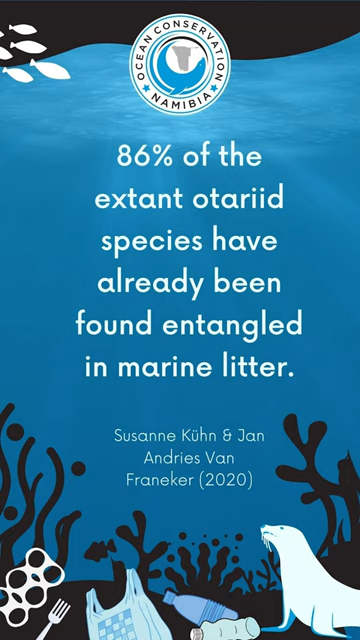 OCEAN CONSERVATION
NAMIBIA
86% of the
extant otariid
species have
already been
found entangled
in marine litter.
Susanne Kühn & Jan
Andries Van
Franeker (2020)